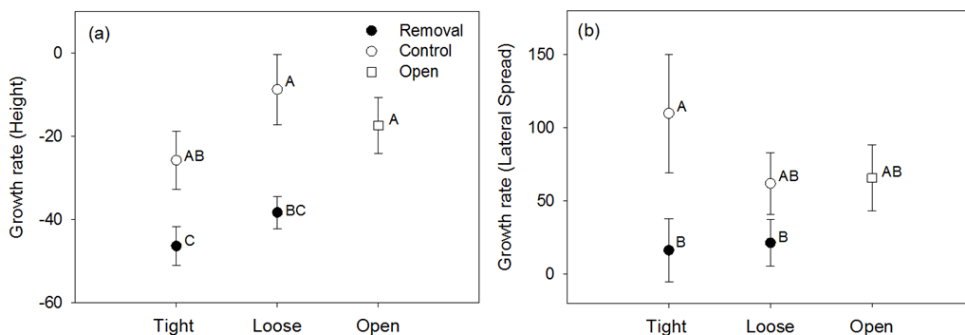 (a)
Removal
Control
Open
Growth rate (Height)
0
-20
-40
-60
A
AB
A
BC
C
Tight Loose Open
(b)
Growth rate (Lateral Spread)
150
100
50
0
A
AB
AB
B
B
Tight Loose Open